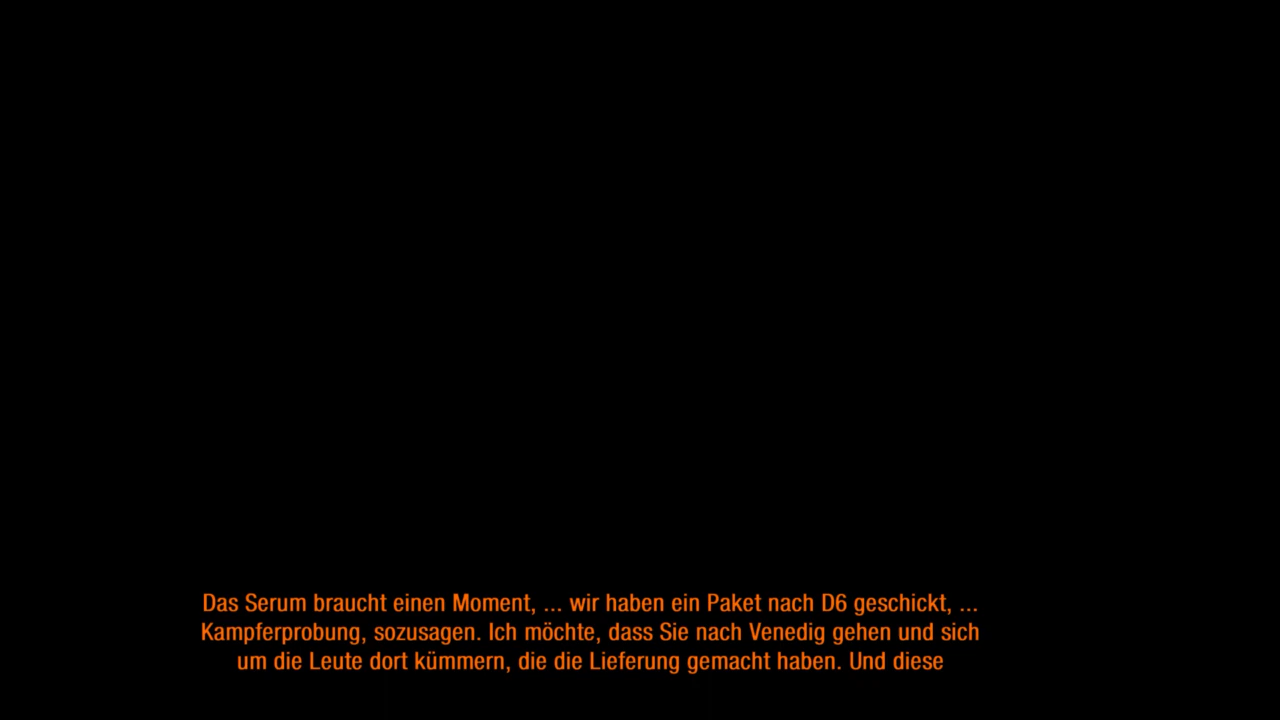 Das Serum braucht einen Moment, ... wir haben ein Paket nach D6 geschickt, ...
Kampferprobung, sozusagen. Ich möchte, dass Sie nach Venedig gehen und sich
um die Leute dort kümmern, die die Lieferung gemacht haben. Und diese